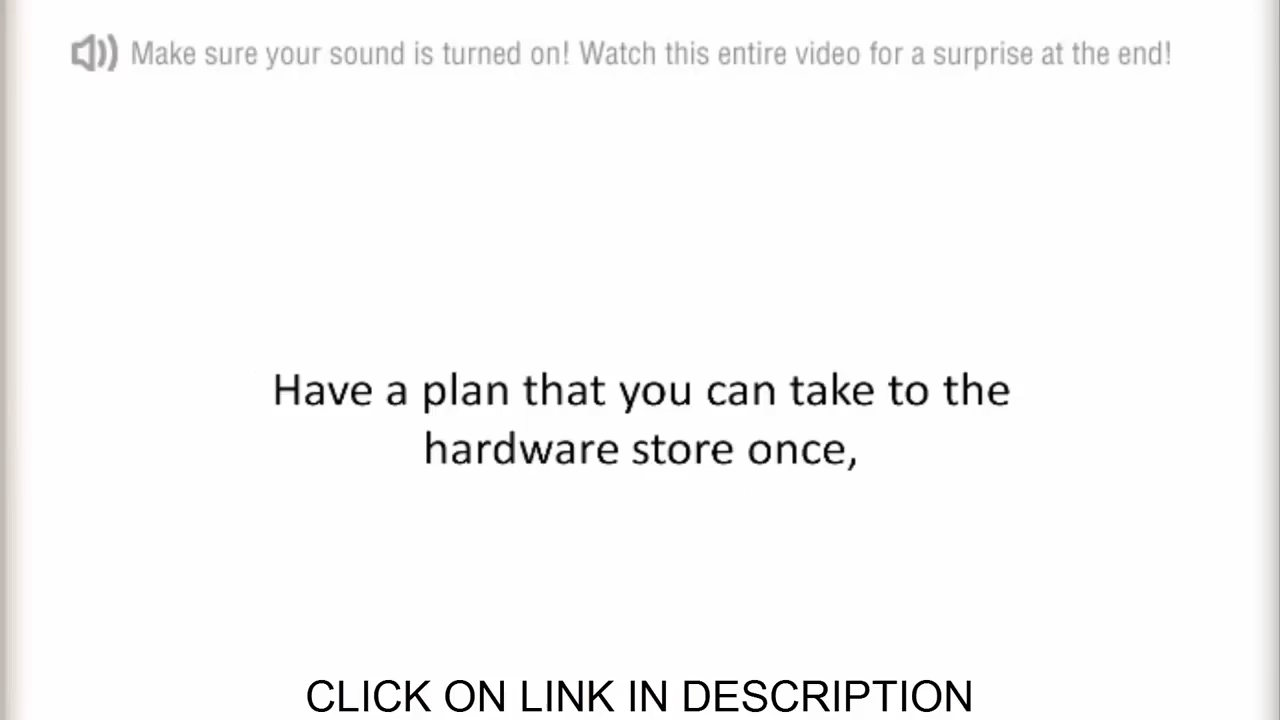 Make sure your sound is turned on! Watch this entire video for a surprise at the end!
Have a plan that you can take to the
hardware store once,
CLICK ON LINK IN DESCRIPTION